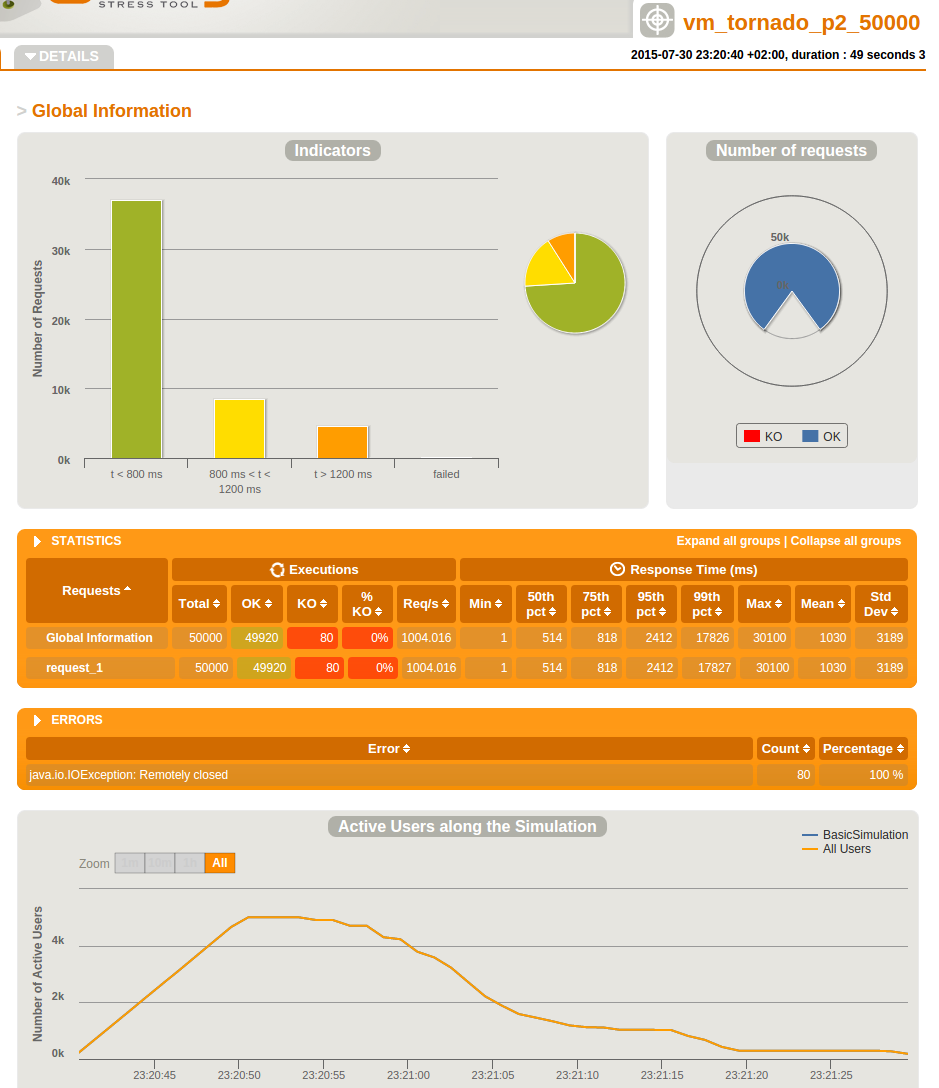 STRESS TOOL
vm_tornado_p2_50000
DETAILS
2015-07-30 23:20:40 +02:00, duration : 49 seconds 3
> Global Information
Indicators
40k
30k
20k
10k
0k
Number of Requests
t < 800 ms
800 ms < t <
1200 ms
t > 1200 ms
failed
Number of requests
50k
0k
KO
OK
STATISTICS
Expand all groups | Collapse all groups
Requests
Executions
Response Time (ms)
Total OK KO % KO Req/s Min 50th pct 75th pct 95th pct 99th pct Max Mean Std Dev
Global Information 50000 49920 80 0% 1004.016 1 514 818 2412 17826 30100 1030 3189
request_1 50000 49920 80 0% 1004.016 1 514 818 2412 17827 30100 1030 3189
ERRORS
Error Count Percentage
java.io.IOException: Remotely closed 80 100 %
Active Users along the Simulation
BasicSimulation
All Users
Zoom 1m 10m 1h All
Number of Active Users
4k
2k
0k
23:20:45 23:20:50 23:20:55 23:21:00 23:21:05 23:21:10 23:21:15 23:21:20 23:21:25